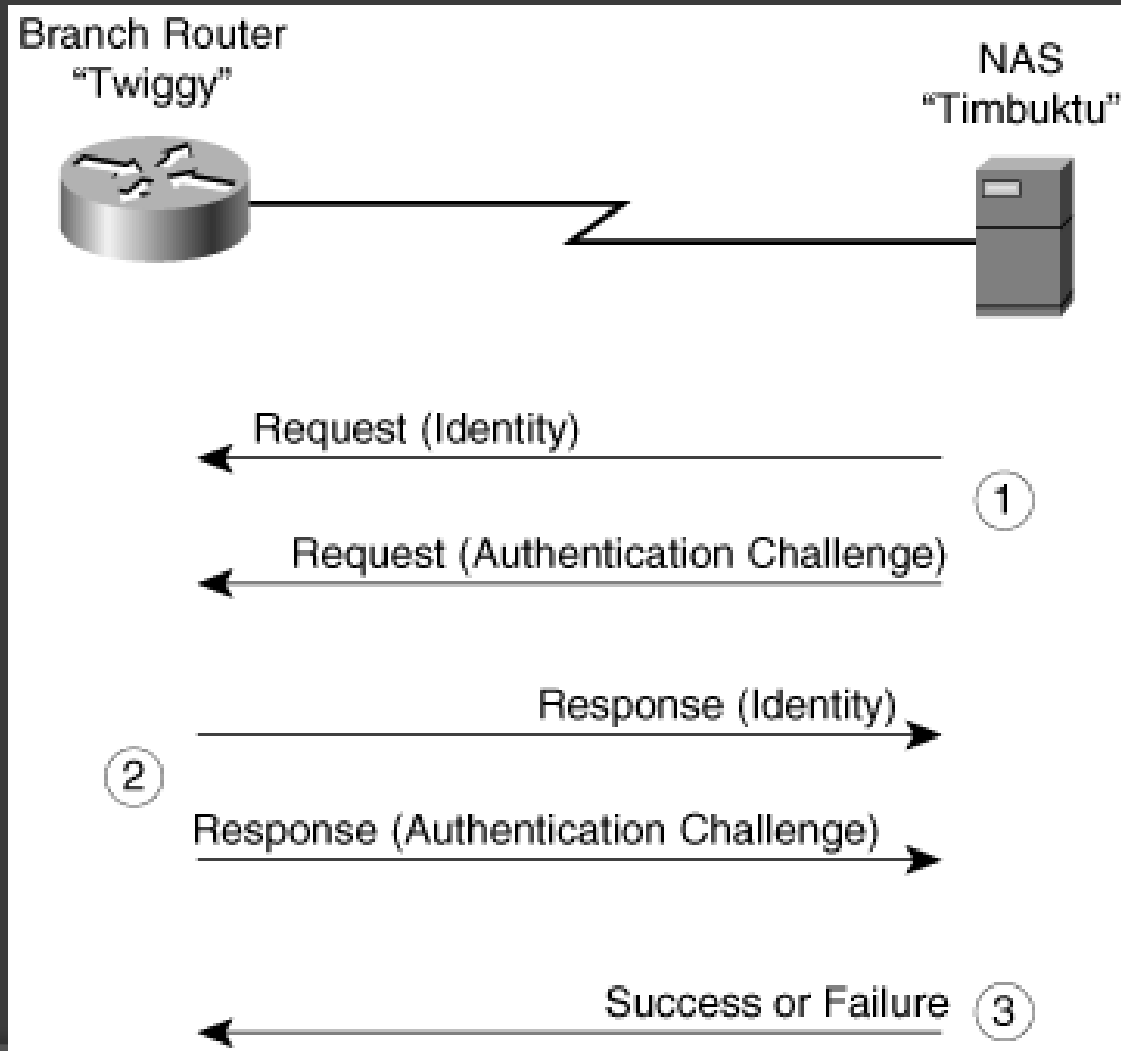 Branch Router
“Twiggy”
NAS
“Timbuktu”
Request (Identity)
1
Request (Authentication Challenge)
Response (Identity)
2
Response (Authentication Challenge)
Success or Failure
3